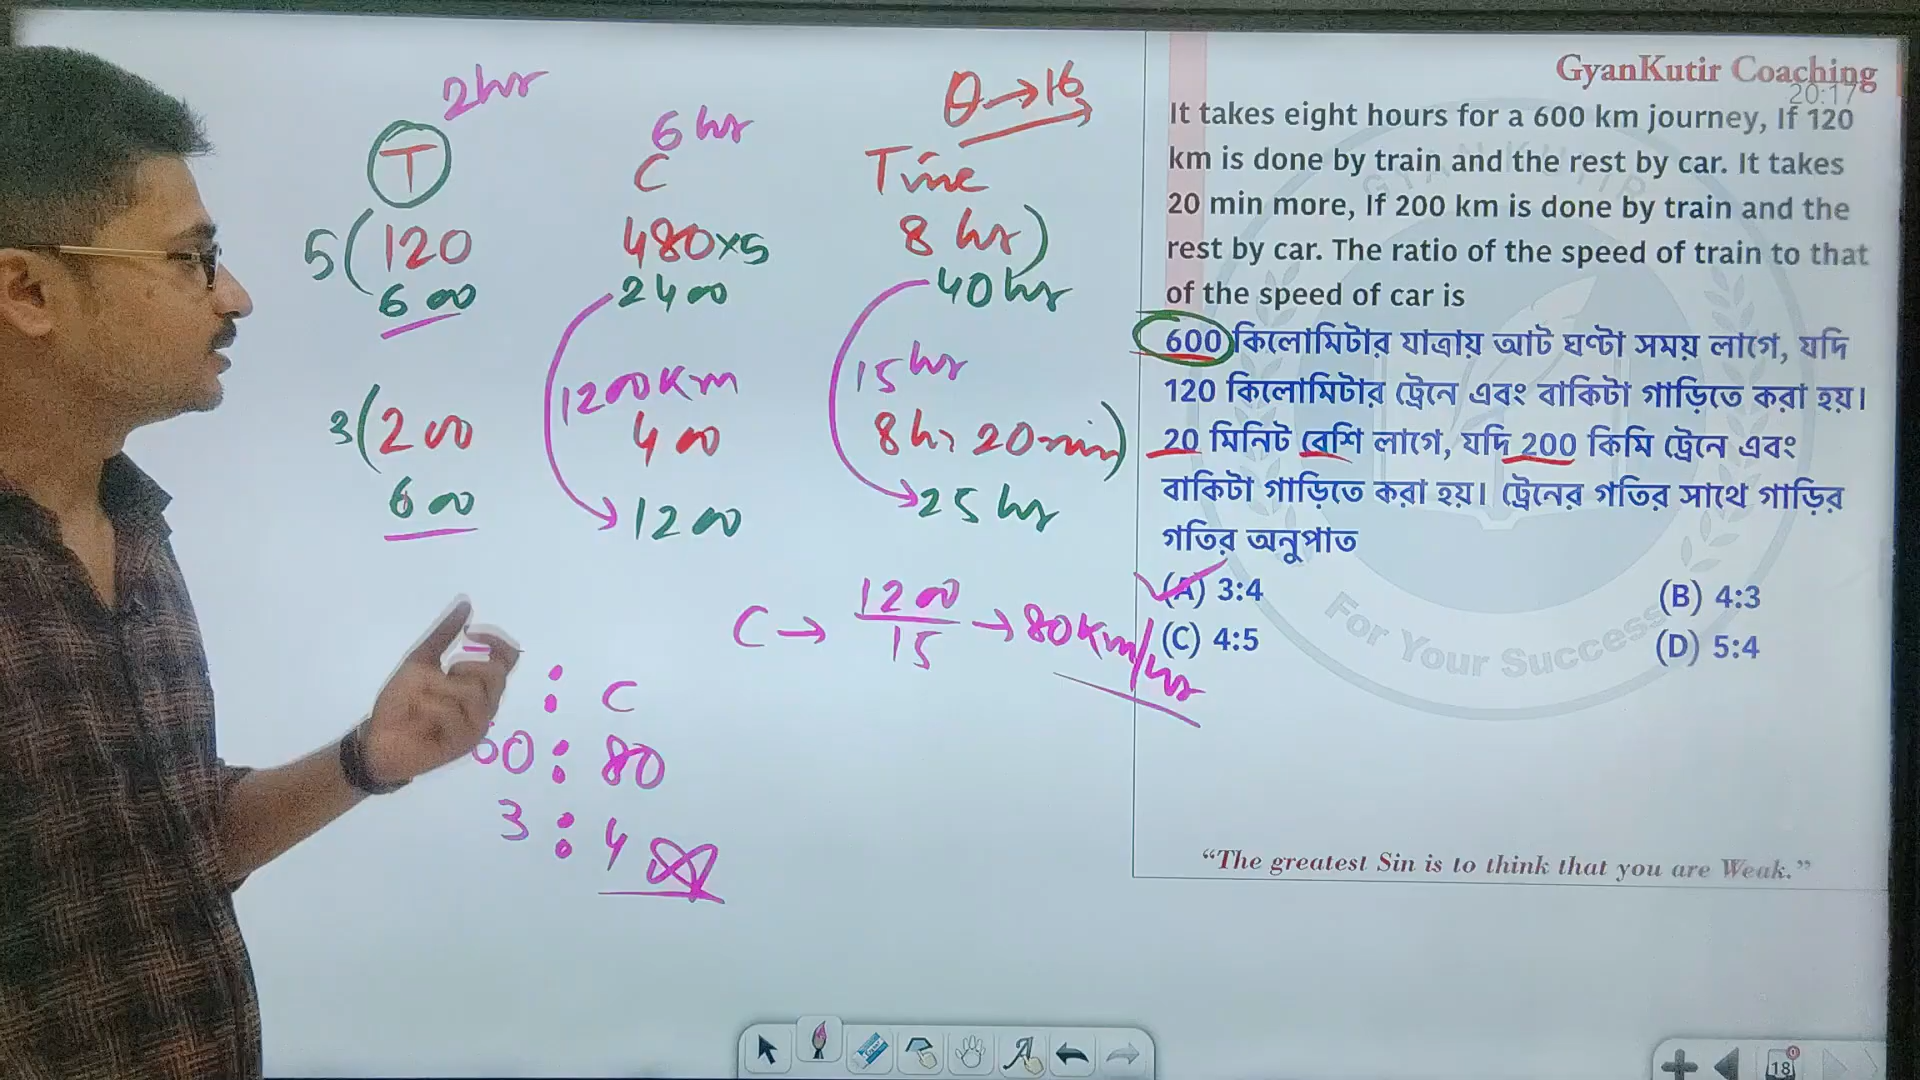 2hr
6 hr
Q→16
T
C
Time
5(120
480×5
8 hr)
600
2400
40hr
1200Km
15hr
3(200
400
8hr 20min)
600
1200
25 hr
C → 1200/15 → 80Km/hr
: C
60 : 80
3 : 4
GyanKutir Coaching
20:17
It takes eight hours for a 600 km journey, If 120
km is done by train and the rest by car. It takes
20 min more, If 200 km is done by train and the
rest by car. The ratio of the speed of train to that
of the speed of car is
600 কিলোমিটার যাত্রায় আট ঘণ্টা সময় লাগে, যদি
120 কিলোমিটার ট্রেনে এবং বাকিটা গাড়িতে করা হয়।
20 মিনিট বেশি লাগে, যদি 200 কিমি ট্রেনে এবং
বাকিটা গাড়িতে করা হয়। ট্রেনের গতির সাথে গাড়ির
গতির অনুপাত
(A) 3:4
(B) 4:3
(C) 4:5
(D) 5:4
For Your Success
“The greatest Sin is to think that you are Weak.”
18